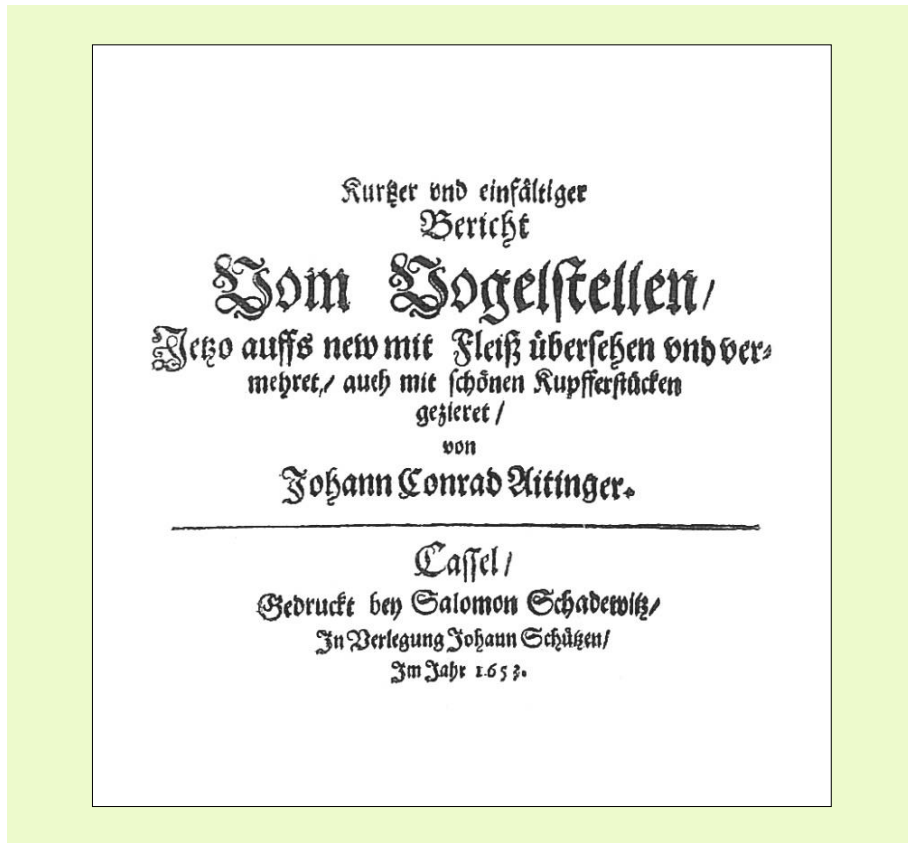 Kurtzer vnd einfältiger
Bericht
Vom Vogelstellen/
Jetzo auffs new mit Fleiß übersehen vnd ver-
mehret/ auch mit schönen Kupfferstücken
gezieret /
von
Johann Conrad Aitinger.
Cassel /
Gedruckt bey Salomon Schadewitz/
In Verlegung Johann Schützen/
Im Jahr 1653.